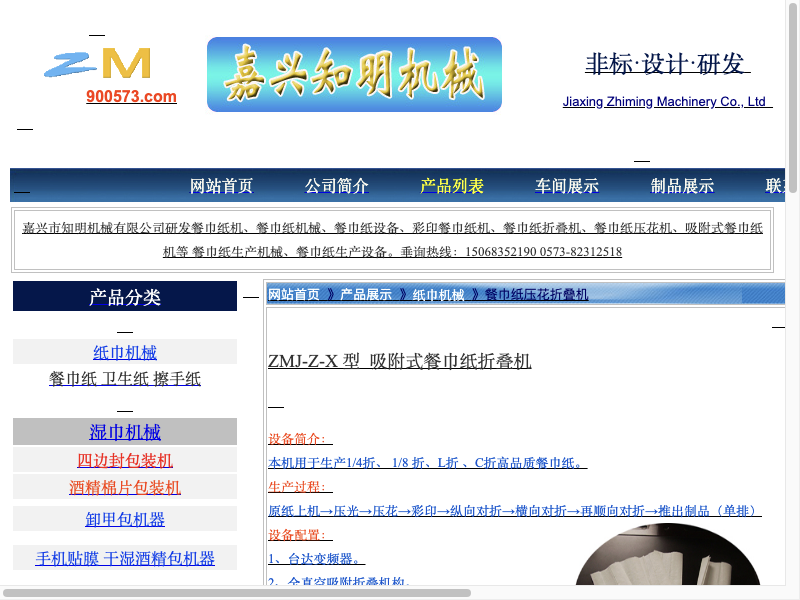 ZM
900573.com
嘉兴知明机械
非标·设计·研发
Jiaxing Zhiming Machinery Co., Ltd
网站首页 公司简介 产品列表 车间展示 制品展示 联
嘉兴市知明机械有限公司研发餐巾纸机、餐巾纸机械、餐巾纸设备、彩印餐巾纸机、餐巾纸折叠机、餐巾纸压花机、吸附式餐巾纸
机等 餐巾纸生产机械、餐巾纸生产设备。垂询热线：15068352190 0573-82312518
产品分类
纸巾机械
餐巾纸 卫生纸 擦手纸
湿巾机械
四边封包装机
酒精棉片包装机
卸甲包机器
手机贴膜 干湿酒精包机器
网站首页 》产品展示 》纸巾机械 》餐巾纸压花折叠机
ZMJ-Z-X 型 吸附式餐巾纸折叠机
设备简介：
本机用于生产1/4折、 1/8 折、L折 、C折高品质餐巾纸。
生产过程：
原纸上机→压光→压花→彩印→纵向对折→横向对折→再顺向对折→推出制品（单排）
设备配置：
1、台达变频器。
2、全真空吸附折叠机构。